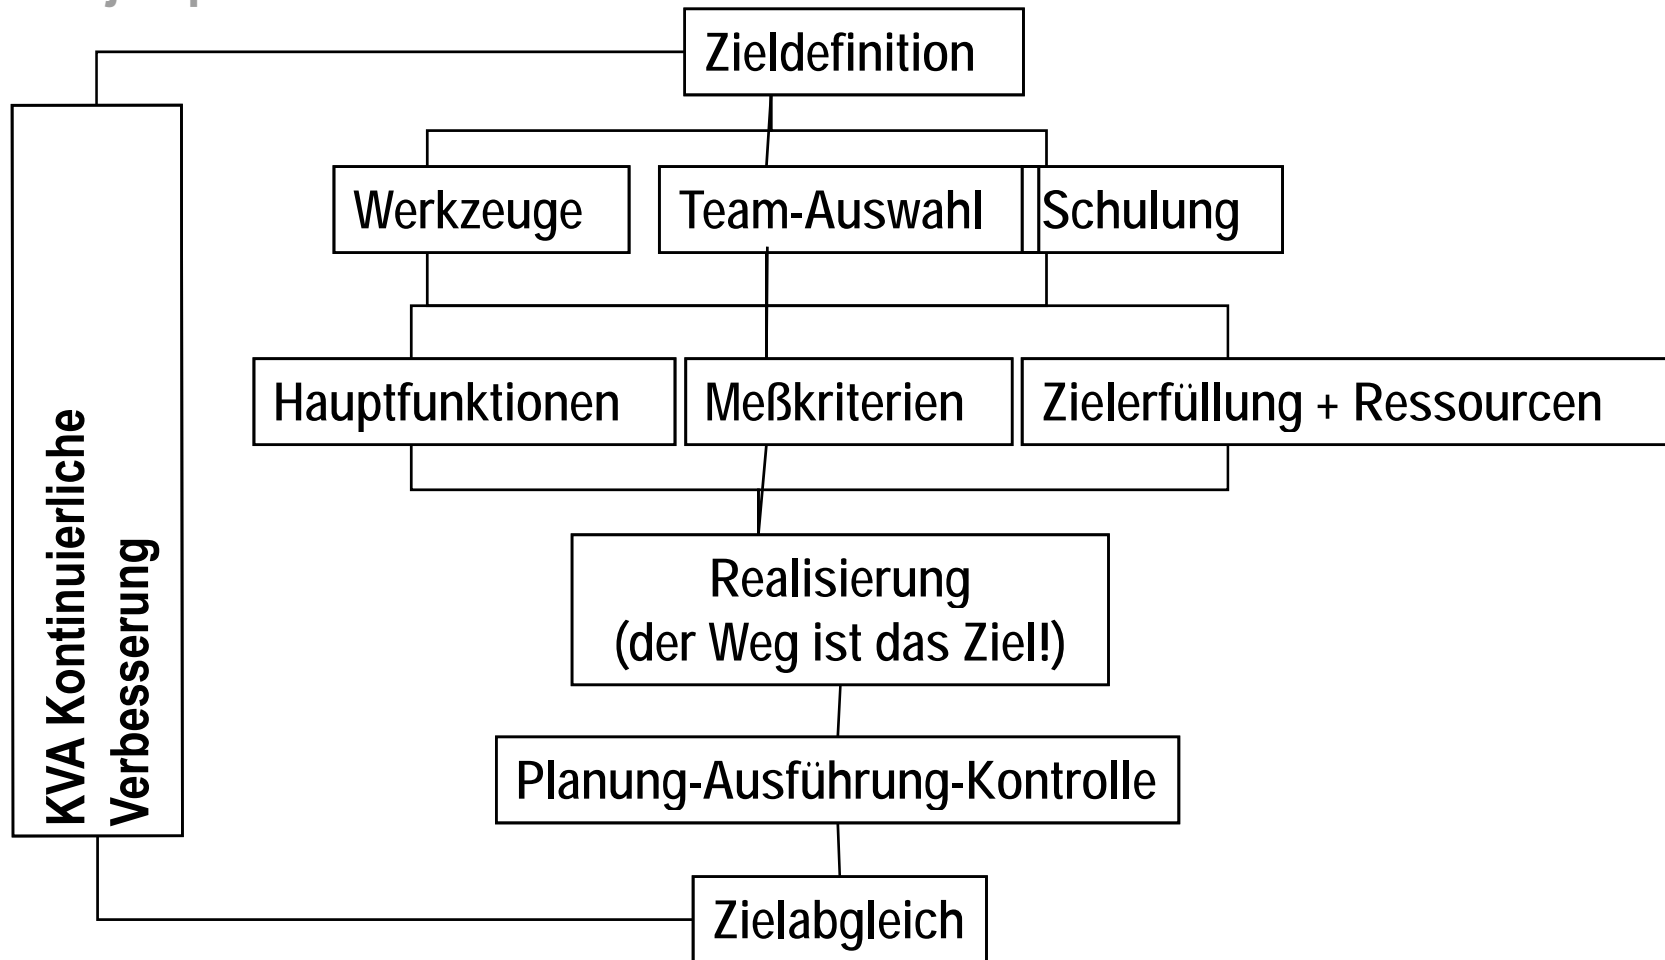 Zieldefinition
Werkzeuge
Team-Auswahl
Schulung
Hauptfunktionen
Meßkriterien
Zielerfüllung + Ressourcen
Realisierung
(der Weg ist das Ziel!)
Planung-Ausführung-Kontrolle
Zielabgleich
KVA Kontinuierliche
Verbesserung